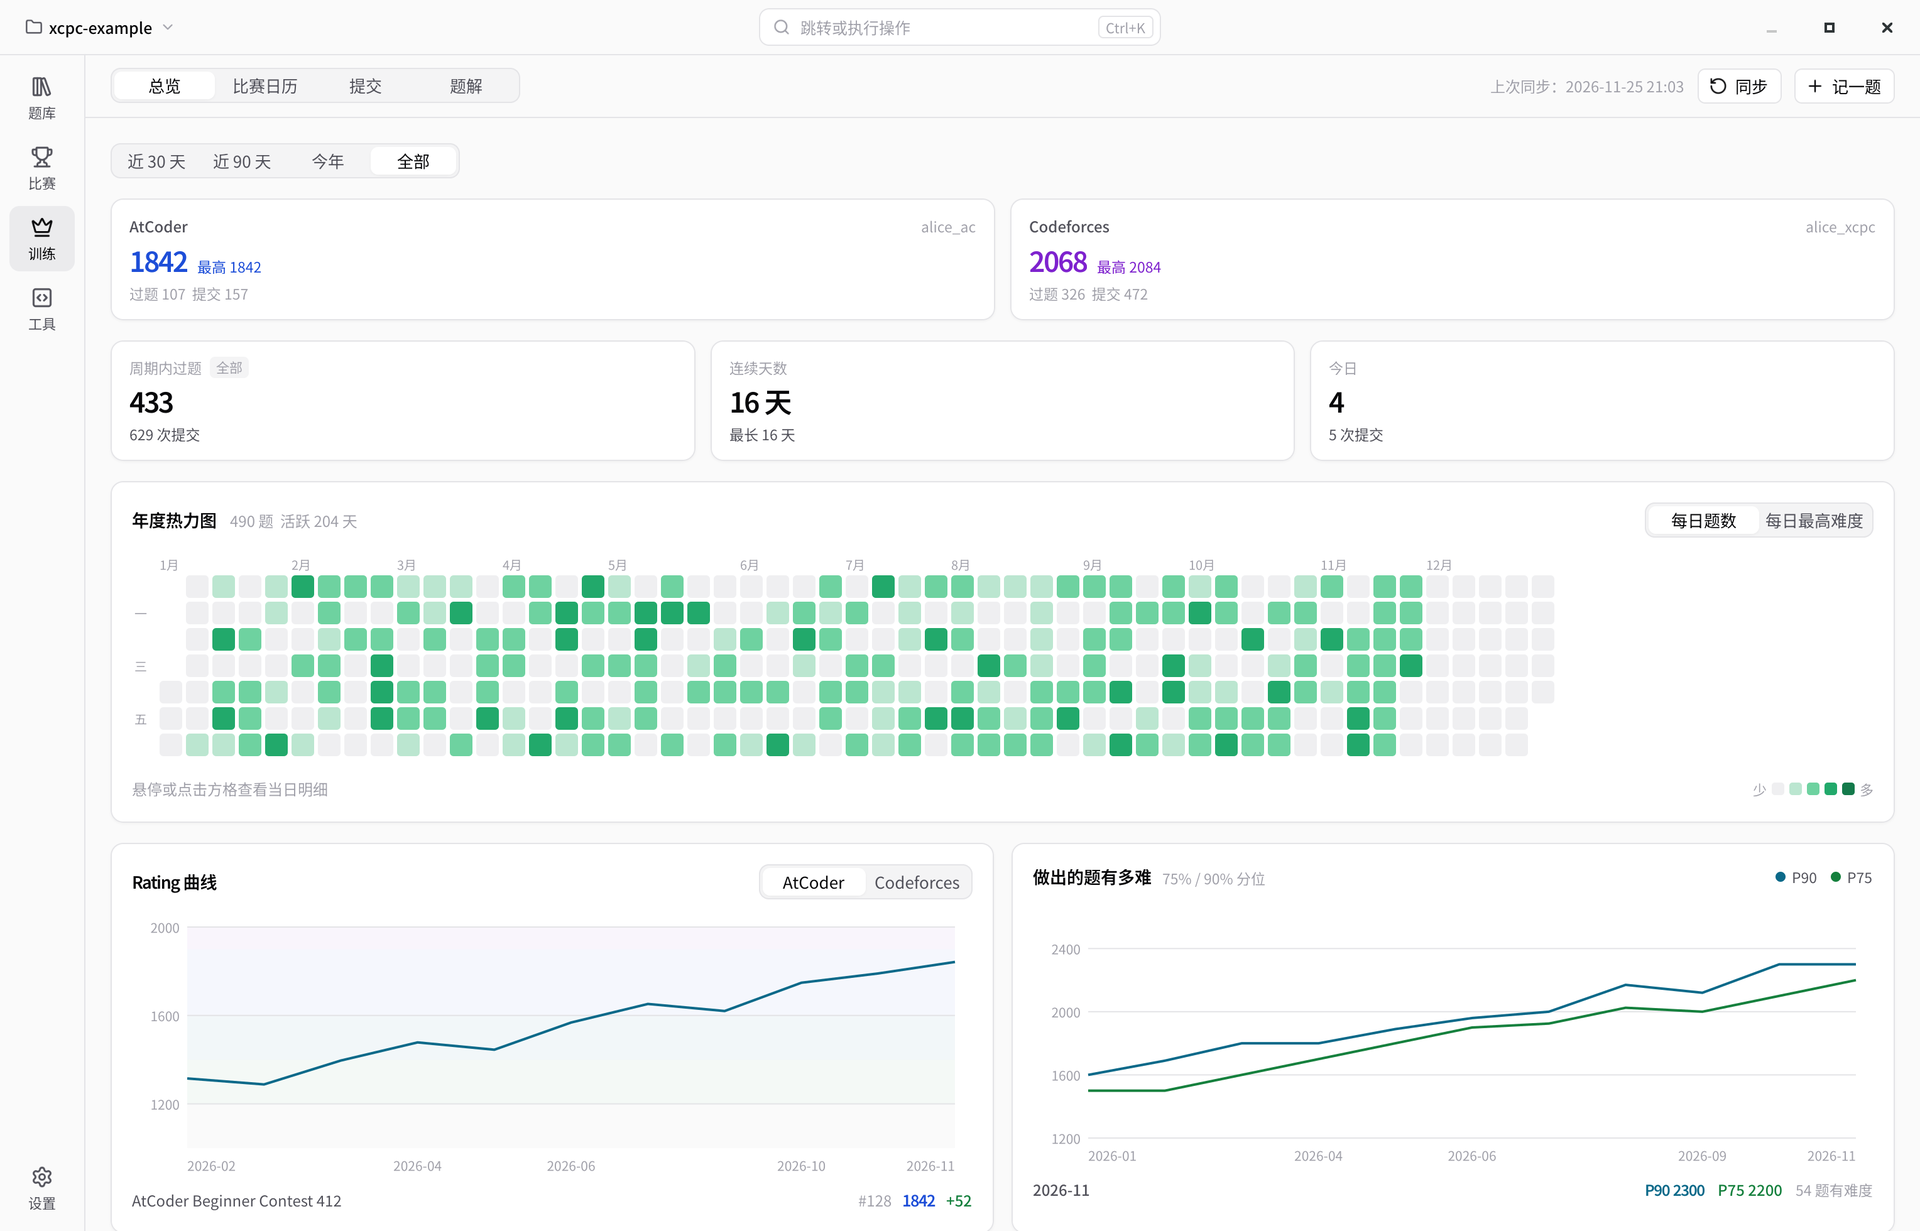 xcpc-example
跳转或执行操作 Ctrl+K
题库
比赛
训练
工具
设置
总览 比赛日历 提交 题解
上次同步：2026-11-25 21:03 同步 记一题
近 30 天 近 90 天 今年 全部
AtCoder alice_ac
1842 最高 1842
过题 107 提交 157
Codeforces alice_xcpc
2068 最高 2084
过题 326 提交 472
周期内过题 全部
433
629 次提交
连续天数
16 天
最长 16 天
今日
4
5 次提交
年度热力图 490 题 活跃 204 天
每日题数 每日最高难度
1月 2月 3月 4月 5月 6月 7月 8月 9月 10月 11月 12月
一
三
五
悬停或点击方格查看当日明细
少 多
Rating 曲线
AtCoder Codeforces
2000
1600
1200
2026-02 2026-04 2026-06 2026-10 2026-11
AtCoder Beginner Contest 412 #128 1842 +52
做出的题有多难 75% / 90% 分位
P90 P75
2400
2000
1600
1200
2026-01 2026-04 2026-06 2026-09 2026-11
2026-11 P90 2300 P75 2200 54 题有难度